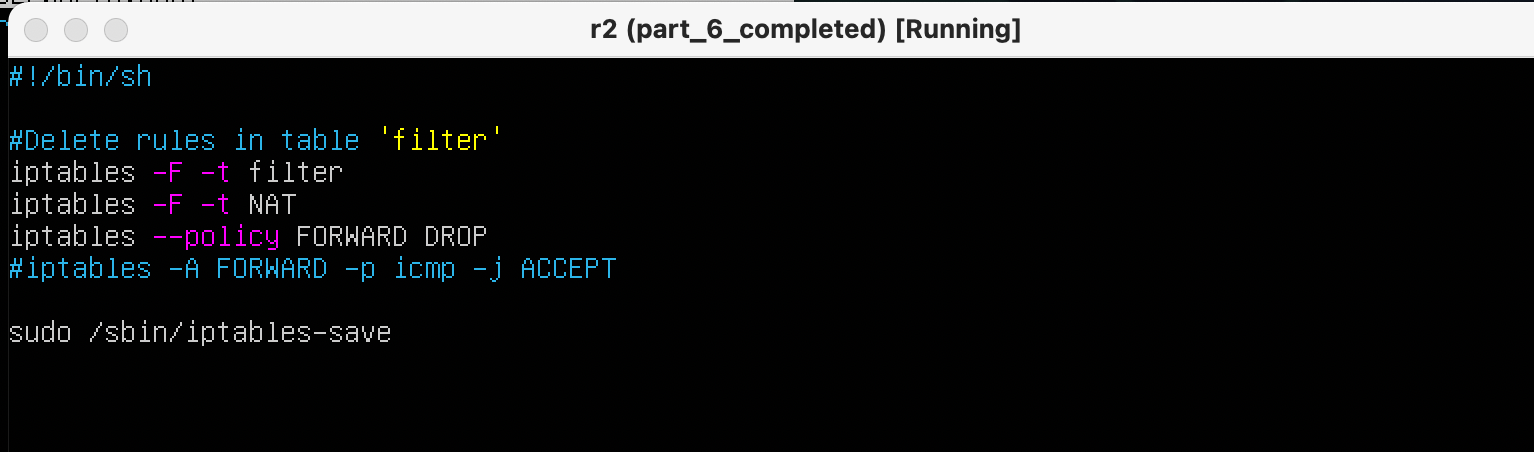 r2 (part_6_completed) [Running]
#!/bin/sh
#Delete rules in table 'filter'
iptables -F -t filter
iptables -F -t NAT
iptables --policy FORWARD DROP
#iptables -A FORWARD -p icmp -j ACCEPT
sudo /sbin/iptables-save